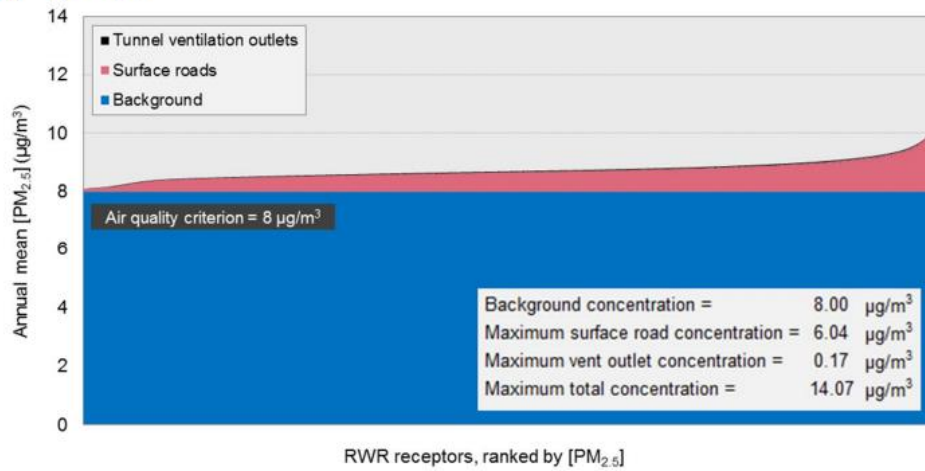 14
12
10
8
6
4
2
0
Annual mean [PM2.5] (µg/m³)
Tunnel ventilation outlets
Surface roads
Background
Air quality criterion = 8 µg/m³
Background concentration = 8.00 µg/m³
Maximum surface road concentration = 6.04 µg/m³
Maximum vent outlet concentration = 0.17 µg/m³
Maximum total concentration = 14.07 µg/m³
RWR receptors, ranked by [PM2.5]